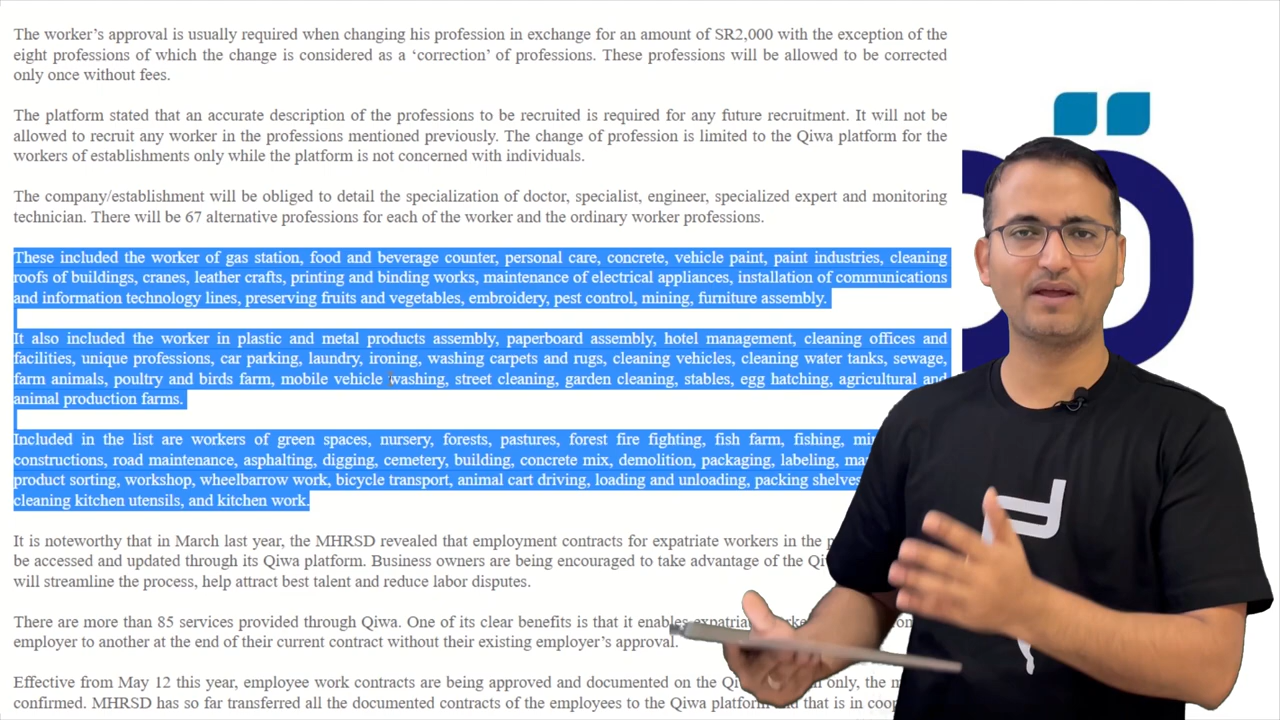 The worker’s approval is usually required when changing his profession in exchange for an amount of SR2,000 with the exception of the
eight professions of which the change is considered as a ‘correction’ of professions. These professions will be allowed to be corrected
only once without fees.
The platform stated that an accurate description of the professions to be recruited is required for any future recruitment. It will not be
allowed to recruit any worker in the professions mentioned previously. The change of profession is limited to the Qiwa platform for the
workers of establishments only while the platform is not concerned with individuals.
The company/establishment will be obliged to detail the specialization of doctor, specialist, engineer, specialized expert and monitoring
technician. There will be 67 alternative professions for each of the worker and the ordinary worker professions.
These included the worker of gas station, food and beverage counter, personal care, concrete, vehicle paint, paint industries, cleaning
roofs of buildings, cranes, leather crafts, printing and binding works, maintenance of electrical appliances, installation of communications
and information technology lines, preserving fruits and vegetables, embroidery, pest control, mining, furniture assembly.
It also included the worker in plastic and metal products assembly, paperboard assembly, hotel management, cleaning offices and
facilities, unique professions, car parking, laundry, ironing, washing carpets and rugs, cleaning vehicles, cleaning water tanks, sewage,
farm animals, poultry and birds farm, mobile vehicle washing, street cleaning, garden cleaning, stables, egg hatching, agricultural and
animal production farms.
Included in the list are workers of green spaces, nursery, forests, pastures, forest fire fighting, fish farm, fishing,
constructions, road maintenance, asphalting, digging, cemetery, building, concrete mix, demolition, packaging, labeling,
product sorting, workshop, wheelbarrow work, bicycle transport, animal cart driving, loading and unloading, packing shelves
cleaning kitchen utensils, and kitchen work.
It is noteworthy that in March last year, the MHRSD revealed that employment contracts for expatriate workers in the
be accessed and updated through its Qiwa platform. Business owners are being encouraged to take advantage of the
will streamline the process, help attract best talent and reduce labor disputes.
There are more than 85 services provided through Qiwa. One of its clear benefits is that it enables
employer to another at the end of their current contract without their existing employer’s approval.
Effective from May 12 this year, employee work contracts are being approved and documented on the only, the
confirmed. MHRSD has so far transferred all the documented contracts of the employees to the Qiwa platform and that is in